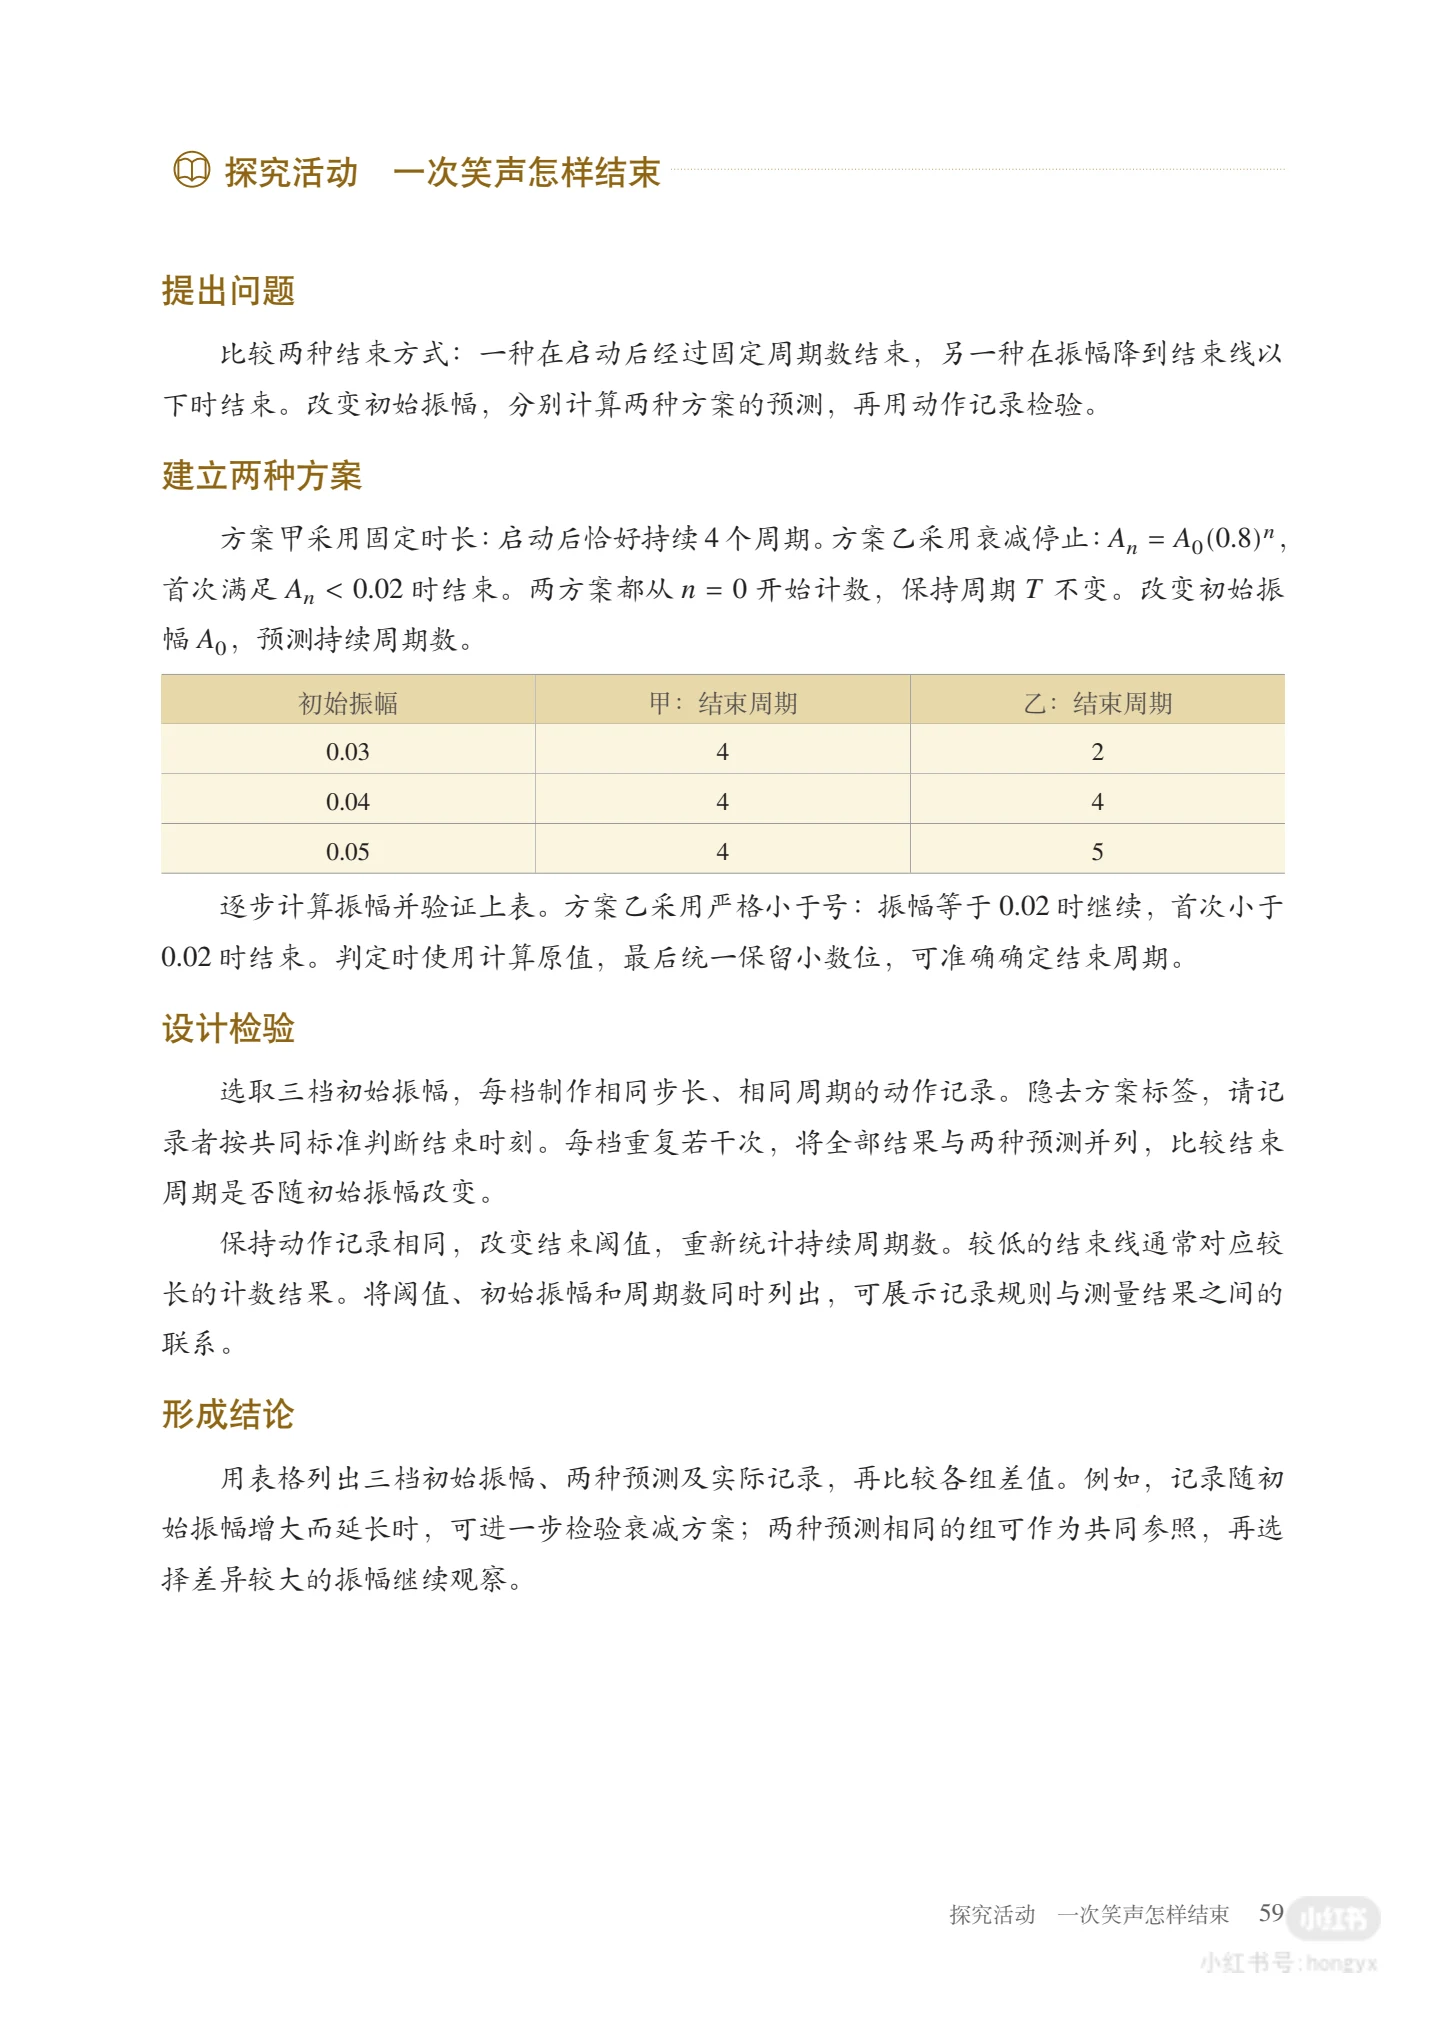 探究活动　一次笑声怎样结束
提出问题
比较两种结束方式：一种在启动后经过固定周期数结束，另一种在振幅降到结束线以
下时结束。改变初始振幅，分别计算两种方案的预测，再用动作记录检验。
建立两种方案
方案甲采用固定时长：启动后恰好持续 4 个周期。方案乙采用衰减停止：Aₙ = A₀(0.8)ⁿ，
首次满足 Aₙ < 0.02 时结束。两方案都从 n = 0 开始计数，保持周期 T 不变。改变初始振
幅 A₀，预测持续周期数。
初始振幅 甲：结束周期 乙：结束周期
0.03 4 2
0.04 4 4
0.05 4 5
逐步计算振幅并验证上表。方案乙采用严格小于号：振幅等于 0.02 时继续，首次小于
0.02 时结束。判定时使用计算原值，最后统一保留小数位，可准确确定结束周期。
设计检验
选取三档初始振幅，每档制作相同步长、相同周期的动作记录。隐去方案标签，请记
录者按共同标准判断结束时刻。每档重复若干次，将全部结果与两种预测并列，比较结束
周期是否随初始振幅改变。
保持动作记录相同，改变结束阈值，重新统计持续周期数。较低的结束线通常对应较
长的计数结果。将阈值、初始振幅和周期数同时列出，可展示记录规则与测量结果之间的
联系。
形成结论
用表格列出三档初始振幅、两种预测及实际记录，再比较各组差值。例如，记录随初
始振幅增大而延长时，可进一步检验衰减方案；两种预测相同的组可作为共同参照，再选
择差异较大的振幅继续观察。
探究活动　一次笑声怎样结束　59
小红书
小红书号:hongyx